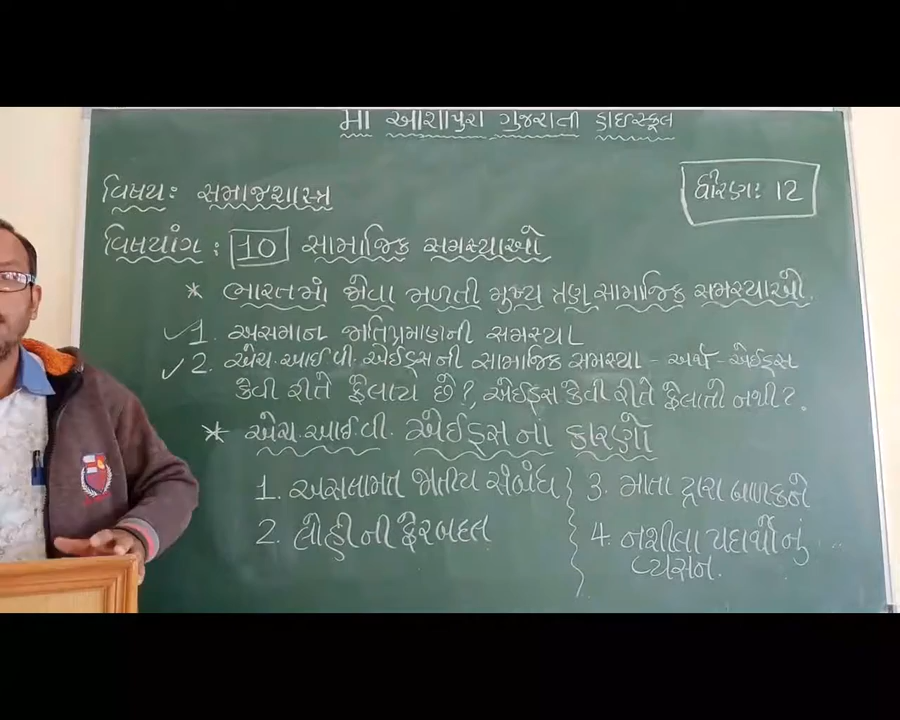 મા આશાપુરા ગુજરાતી હાઈસ્કૂલ
વિષય: સમાજશાસ્ત્ર
ધોરણ: 12
વિષયાંગ: 10 સામાજિક સમસ્યાઓ
* ભારતમાં જોવા મળતી મુખ્ય ત્રણ સામાજિક સમસ્યાઓ.
✓ 1. અસમાન જાતિપ્રમાણની સમસ્યા
✓ 2. એચ.આઈ.વી. એઈડ્સની સામાજિક સમસ્યા - અર્થ - એઈડ્સ
કેવી રીતે ફેલાય છે?, એઈડ્સ કેવી રીતે ફેલાતો નથી?.
* એચ.આઈ.વી. એઈડ્સ ના કારણો
1. અસલામત જાતીય સંબંધ
2. લોહીની ફેરબદલ
3. માતા દ્વારા બાળકને
4. નશીલા પદાર્થોનું
વ્યસન.